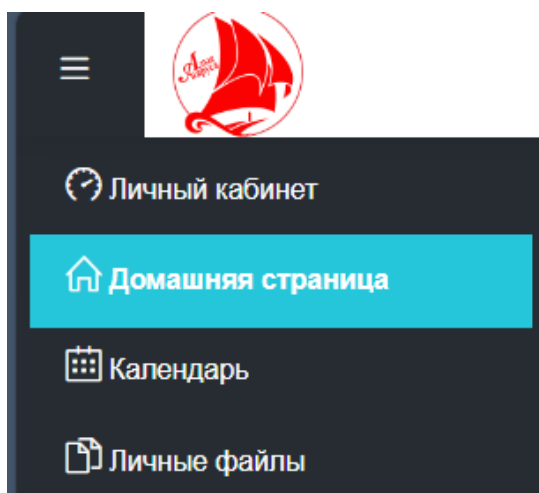 Личный кабинет
Домашняя страница
Календарь
Личные файлы